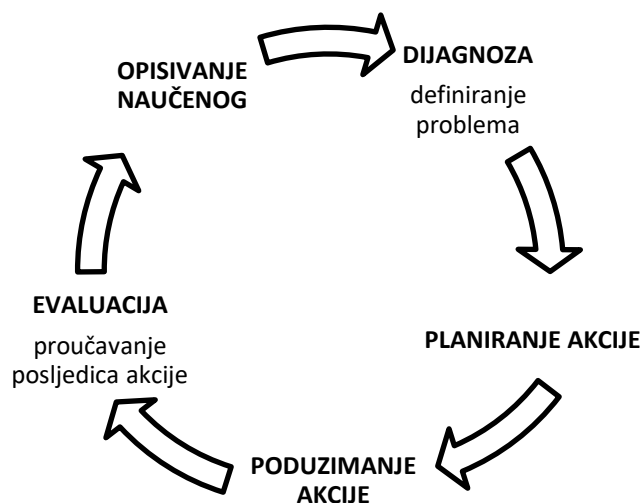 OPISIVANJE
NAUČENOG
DIJAGNOZA
definiranje
problema
PLANIRANJE AKCIJE
PODUZIMANJE
AKCIJE
EVALUACIJA
proučavanje
posljedica akcije